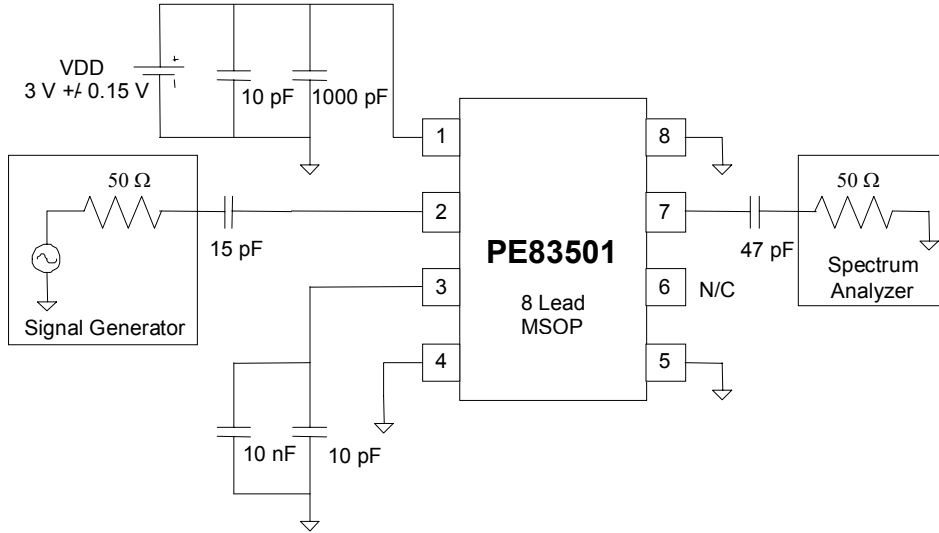 VDD
3 V +/- 0.15 V
+
-
10 pF
1000 pF
1
8
50 Ω
50 Ω
2
7
15 pF
47 pF
PE83501
Spectrum
Analyzer
3
6
N/C
8 Lead
MSOP
Signal Generator
4
5
10 nF
10 pF